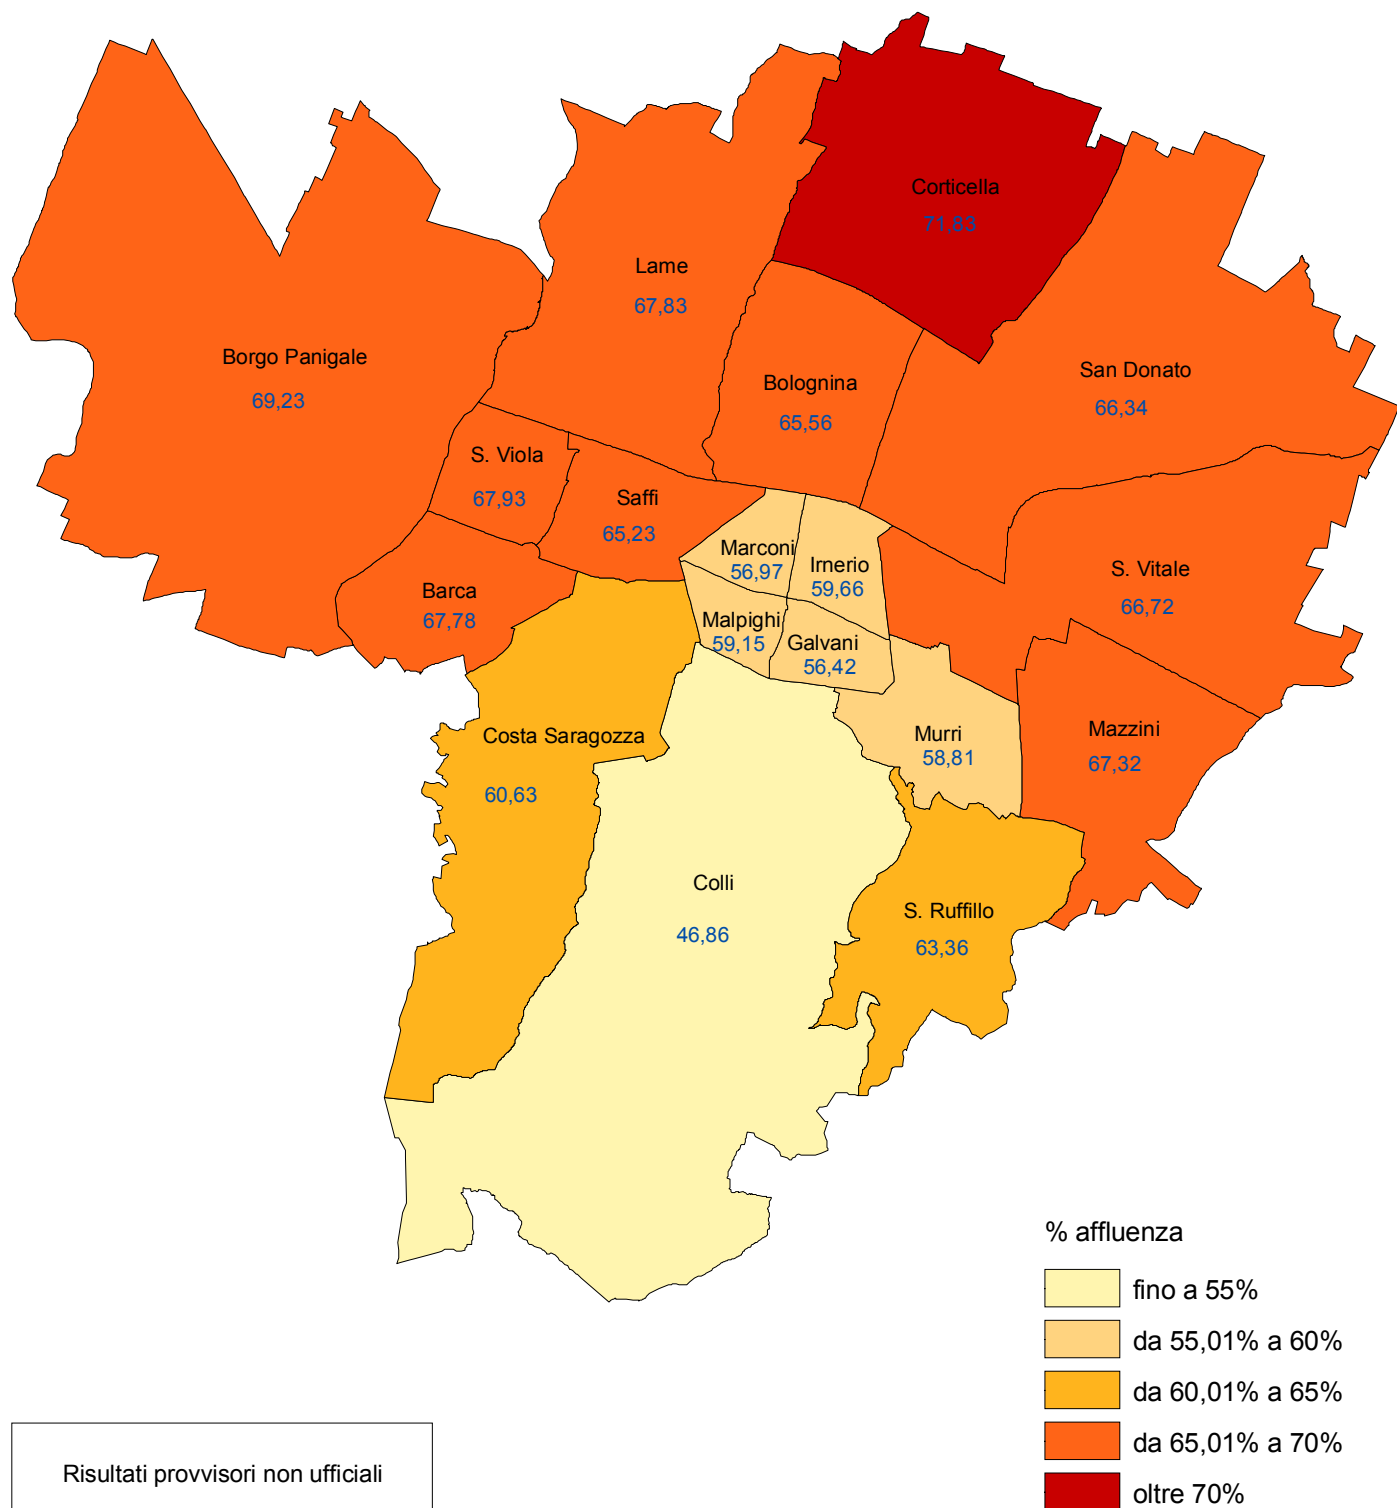 Corticella
71,83
Lame
67,83
Borgo Panigale
69,23
Bolognina
65,56
San Donato
66,34
S. Viola
67,93
Saffi
65,23
Marconi
56,97
Irnerio
59,66
S. Vitale
66,72
Barca
67,78
Malpighi
59,15
Galvani
56,42
Costa Saragozza
60,63
Murri
58,81
Mazzini
67,32
Colli
46,86
S. Ruffillo
63,36
% affluenza
fino a 55%
da 55,01% a 60%
da 60,01% a 65%
da 65,01% a 70%
oltre 70%
Risultati provvisori non ufficiali